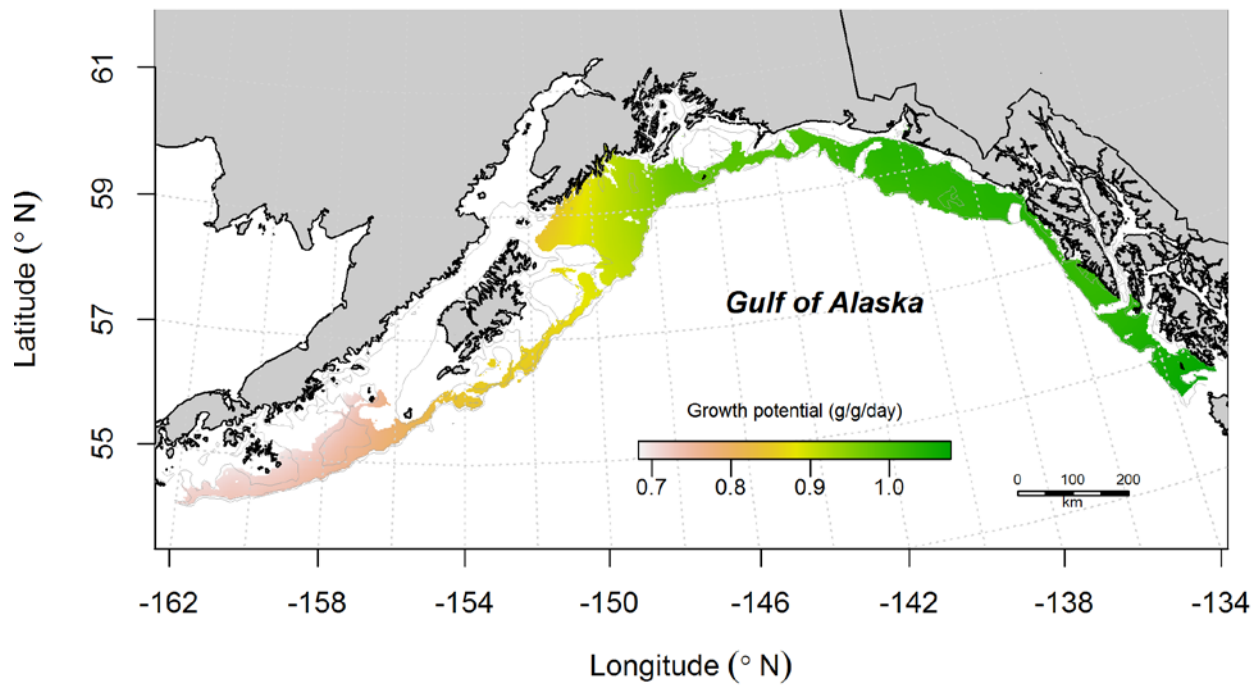 61
59
57
55
Latitude (° N)
Gulf of Alaska
Growth potential (g/g/day)
0.7 0.8 0.9 1.0
0 100 200
km
-162 -158 -154 -150 -146 -142 -138 -134
Longitude (° N)